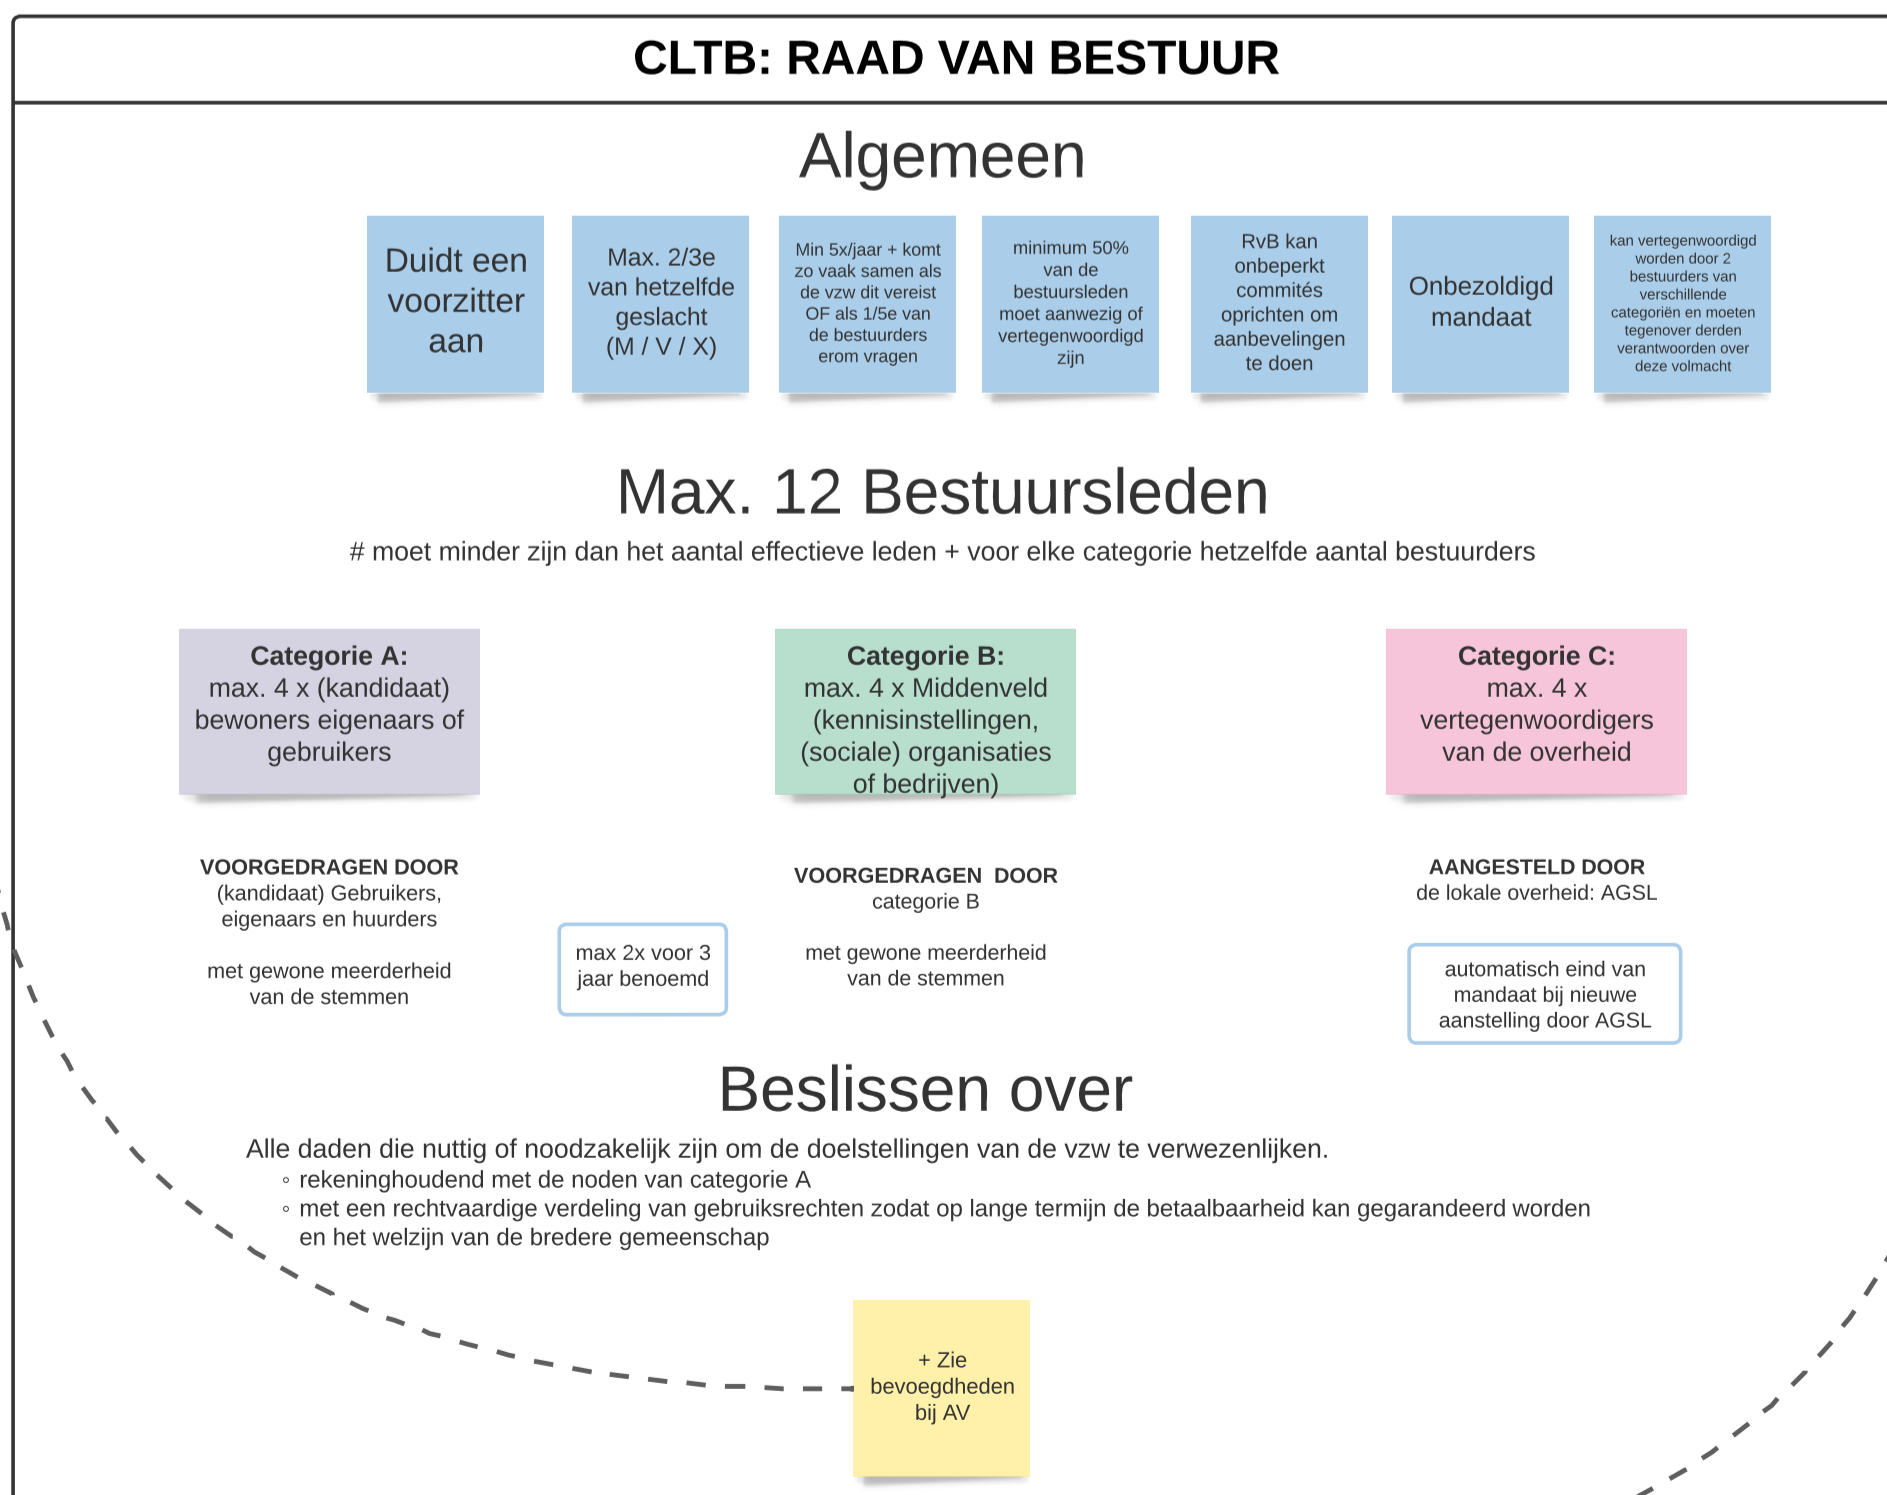 CLTB: RAAD VAN BESTUUR
Algemeen
Duidt een
voorzitter
aan
Max. 2/3e
van hetzelfde
geslacht
(M / V / X)
Min 5x/jaar + komt
zo vaak samen als
de vzw dit vereist
OF als 1/5e van
de bestuurders
erom vragen
minimum 50%
van de
bestuursleden
moet aanwezig of
vertegenwoordigd
zijn
RvB kan
onbeperkt
commités
oprichten om
aanbevelingen
te doen
Onbezoldigd
mandaat
kan vertegenwoordigd
worden door 2
bestuurders van
verschillende
categoriën en moeten
tegenover derden
verantwoorden over
deze volmacht
Max. 12 Bestuursleden
# moet minder zijn dan het aantal effectieve leden + voor elke categorie hetzelfde aantal bestuurders
Categorie A:
max. 4 x (kandidaat)
bewoners eigenaars of
gebruikers
Categorie B:
max. 4 x Middenveld
(kennisinstellingen,
(sociale) organisaties
of bedrijven)
Categorie C:
max. 4 x
vertegenwoordigers
van de overheid
VOORGEDRAGEN DOOR
(kandidaat) Gebruikers,
eigenaars en huurders
met gewone meerderheid
van de stemmen
max 2x voor 3
jaar benoemd
VOORGEDRAGEN  DOOR
categorie B
met gewone meerderheid
van de stemmen
AANGESTELD DOOR
de lokale overheid: AGSL
automatisch eind van
mandaat bij nieuwe
aanstelling door AGSL
Beslissen over
Alle daden die nuttig of noodzakelijk zijn om de doelstellingen van de vzw te verwezenlijken.
◦ rekeninghoudend met de noden van categorie A
◦ met een rechtvaardige verdeling van gebruiksrechten zodat op lange termijn de betaalbaarheid kan gegarandeerd worden
en het welzijn van de bredere gemeenschap
+ Zie
bevoegdheden
bij AV